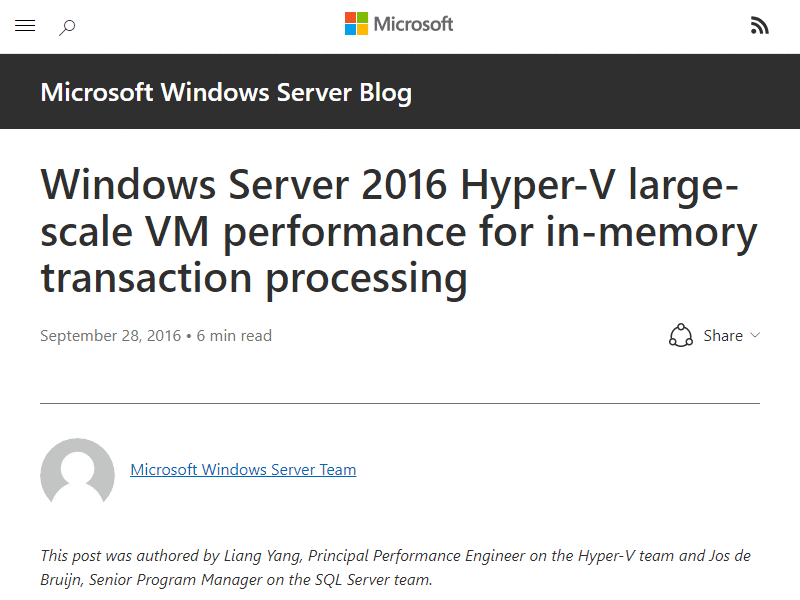 Microsoft
Microsoft Windows Server Blog
Windows Server 2016 Hyper-V large-
scale VM performance for in-memory
transaction processing
September 28, 2016 • 6 min read
Share
Microsoft Windows Server Team
This post was authored by Liang Yang, Principal Performance Engineer on the Hyper-V team and Jos de
Bruijn, Senior Program Manager on the SQL Server team.